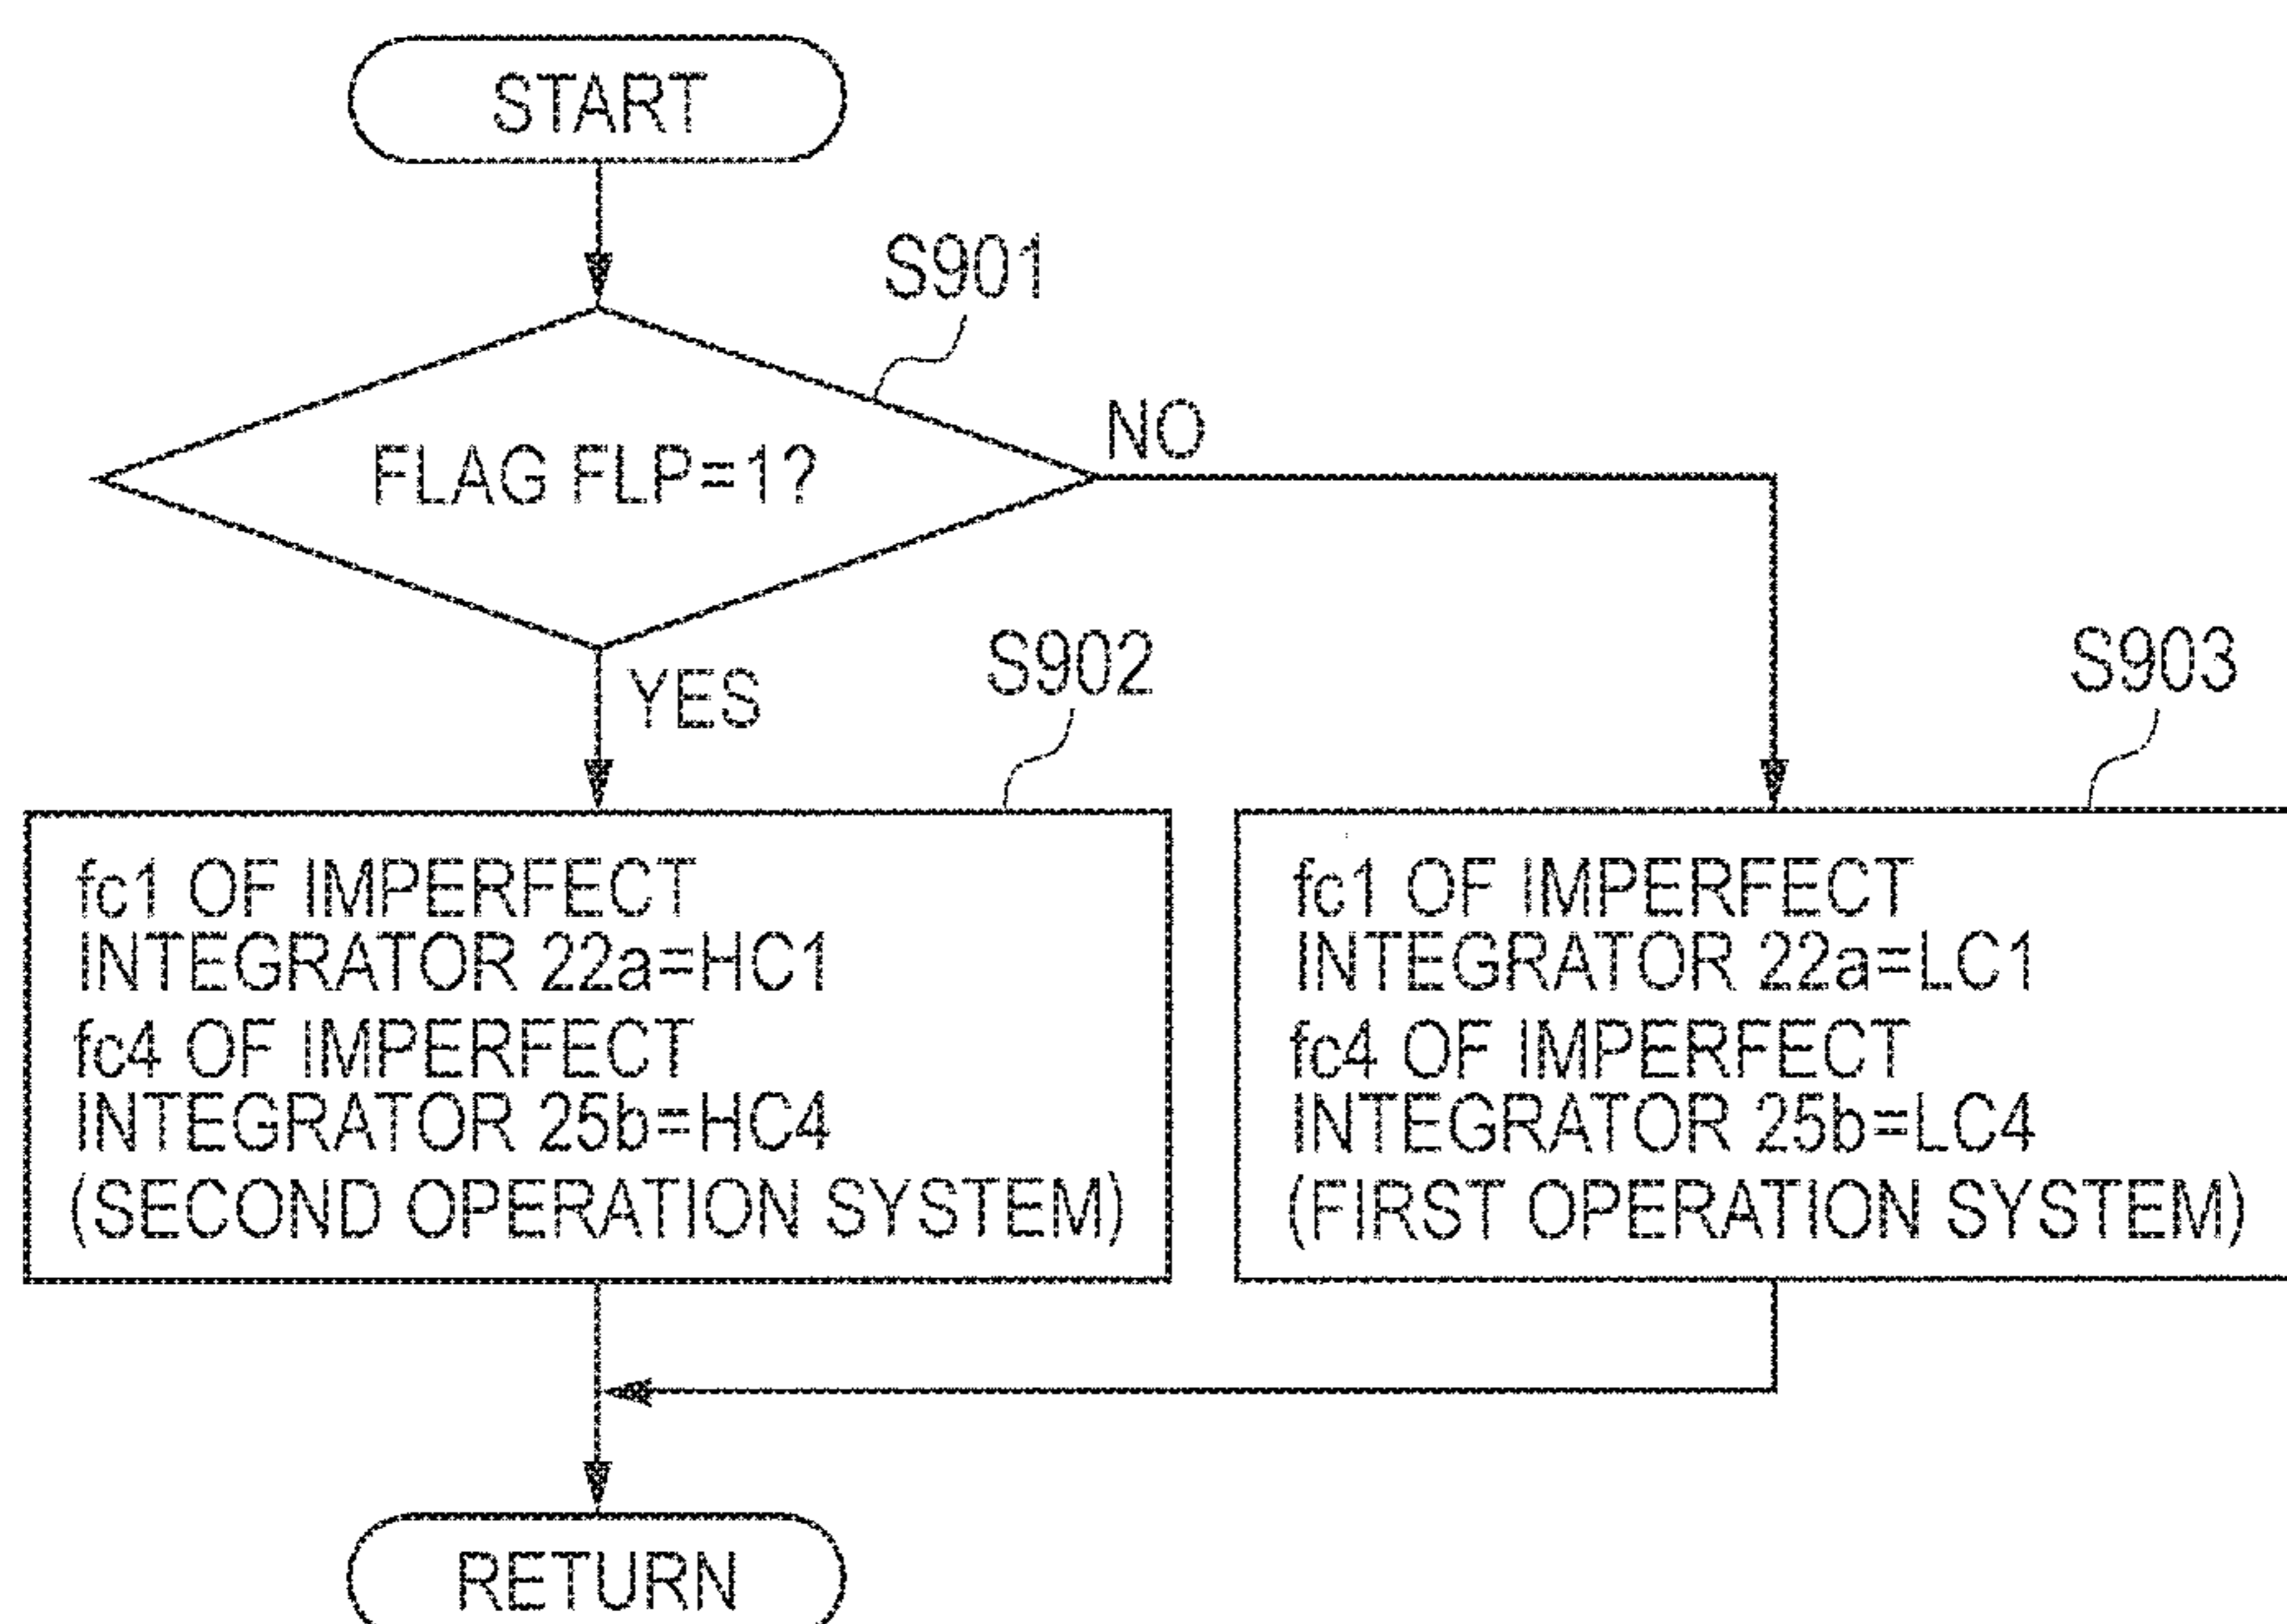 START
S901
FLAG FLP=1?
NO
YES
S902
S903
fc1 OF IMPERFECT
INTEGRATOR 22a=HC1
fc4 OF IMPERFECT
INTEGRATOR 25b=HC4
(SECOND OPERATION SYSTEM)
fc1 OF IMPERFECT
INTEGRATOR 22a=LC1
fc4 OF IMPERFECT
INTEGRATOR 25b=LC4
(FIRST OPERATION SYSTEM)
RETURN